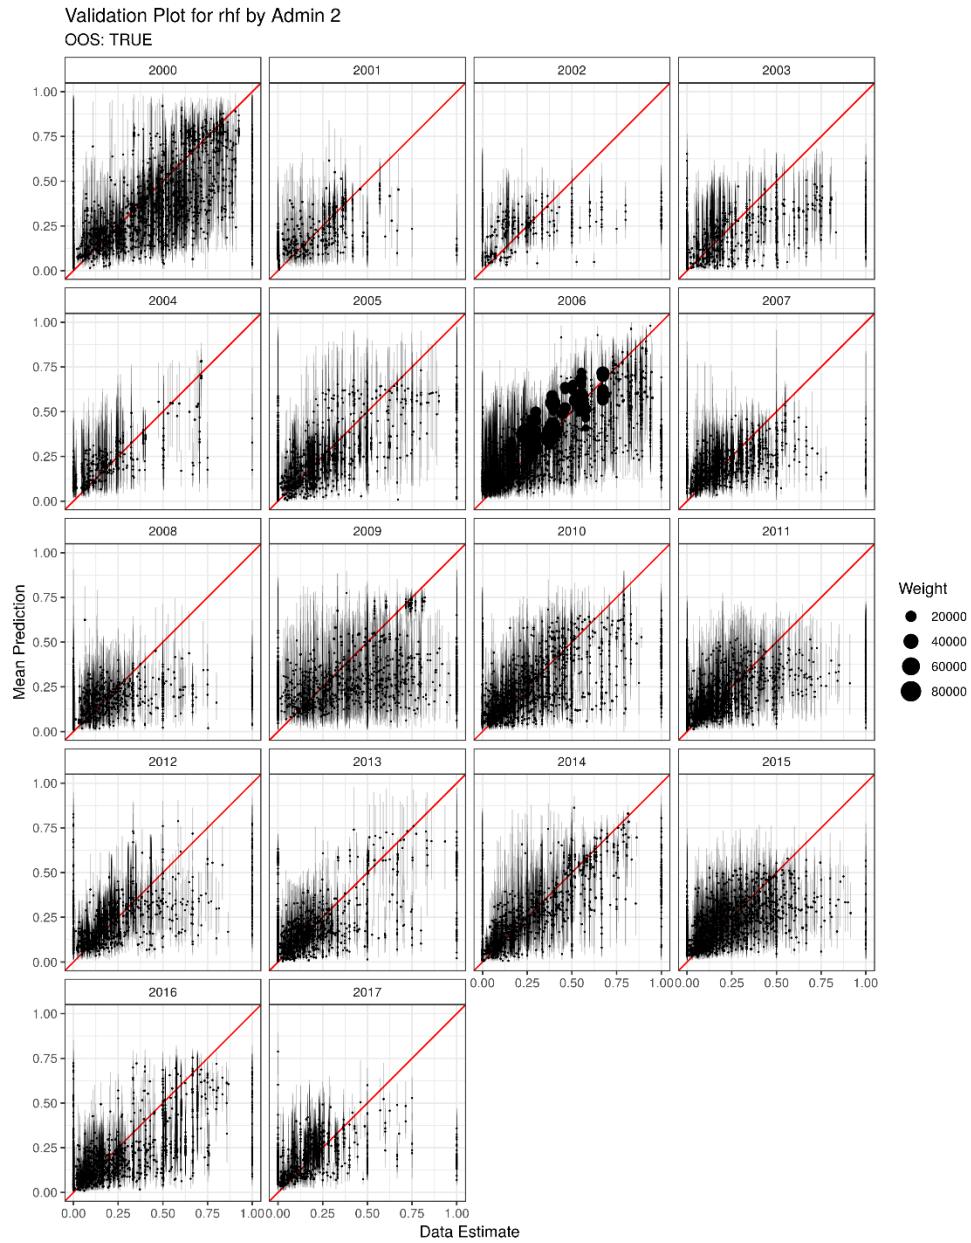 Validation Plot for rhf by Admin 2
OOS: TRUE
2000 2001 2002 2003
1.00
0.75
0.50
0.25
0.00
2004 2005 2006 2007
1.00
0.75
0.50
0.25
0.00
2008 2009 2010 2011
1.00
0.75
0.50
0.25
0.00
2012 2013 2014 2015
1.00
0.75
0.50
0.25
0.00
0.00 0.25 0.50 0.75 1.00 0.00 0.25 0.50 0.75 1.00
2016 2017
1.00
0.75
0.50
0.25
0.00
0.00 0.25 0.50 0.75 1.00 0.00 0.25 0.50 0.75 1.00
Mean Prediction
Data Estimate
Weight
20000
40000
60000
80000